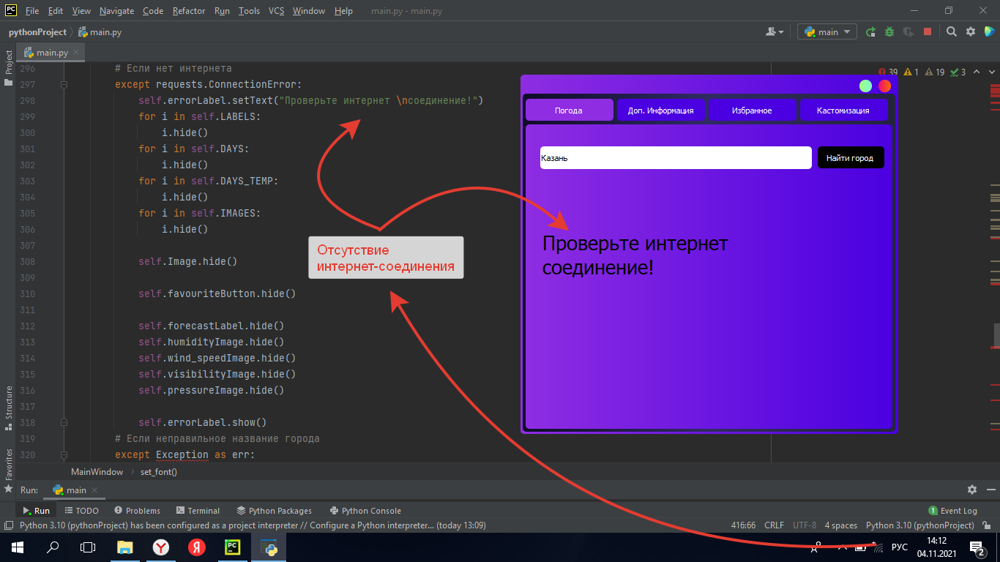 File Edit View Navigate Code Refactor Run Tools VCS Window Help main.py - main.py
pythonProject main.py
main
Project
main.py
39 1 19 3
296 # Если нет интернета
297 except requests.ConnectionError:
298 self.errorLabel.setText("Проверьте интернет \nсоединение!")
299 for i in self.LABELS:
300 i.hide()
301 for i in self.DAYS:
302 i.hide()
303 for i in self.DAYS_TEMP:
304 i.hide()
305 for i in self.IMAGES:
306 i.hide()
307
308 self.Image.hide()
309
310 self.favouriteButton.hide()
311
312 self.forecastLabel.hide()
313 self.humidityImage.hide()
314 self.wind_speedImage.hide()
315 self.visibilityImage.hide()
316 self.pressureImage.hide()
317
318 self.errorLabel.show()
319 # Если неправильное название города
320 except Exception as err:
Отсутствие
интернет-соединения
Погода Доп. Информация Избранное Кастомизация
Казань Найти город
Проверьте интернет
соединение!
Structure
Favorites
MainWindow set_font()
Run: main
Run TODO Problems Terminal Python Packages Python Console 1 Event Log
Python 3.10 (pythonProject) has been configured as a project interpreter // Configure a Python interpreter... (today 13:09) 416:66 CRLF UTF-8 4 spaces Python 3.10 (pythonProject)
РУС
14:12
04.11.2021
2